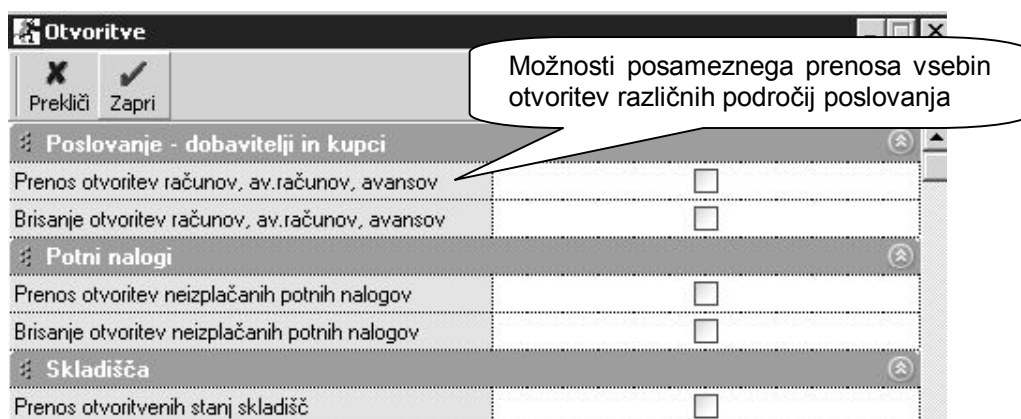 Otvoritve
Možnosti posameznega prenosa vsebin
otvoritev različnih področij poslovanja
Prekliči Zapri
Poslovanje - dobavitelji in kupci
Prenos otvoritev računov, av.računov, avansov
Brisanje otvoritev računov, av.računov, avansov
Potni nalogi
Prenos otvoritev neizplačanih potnih nalogov
Brisanje otvoritev neizplačanih potnih nalogov
Skladišča
Prenos otvoritvenih stanj skladišč